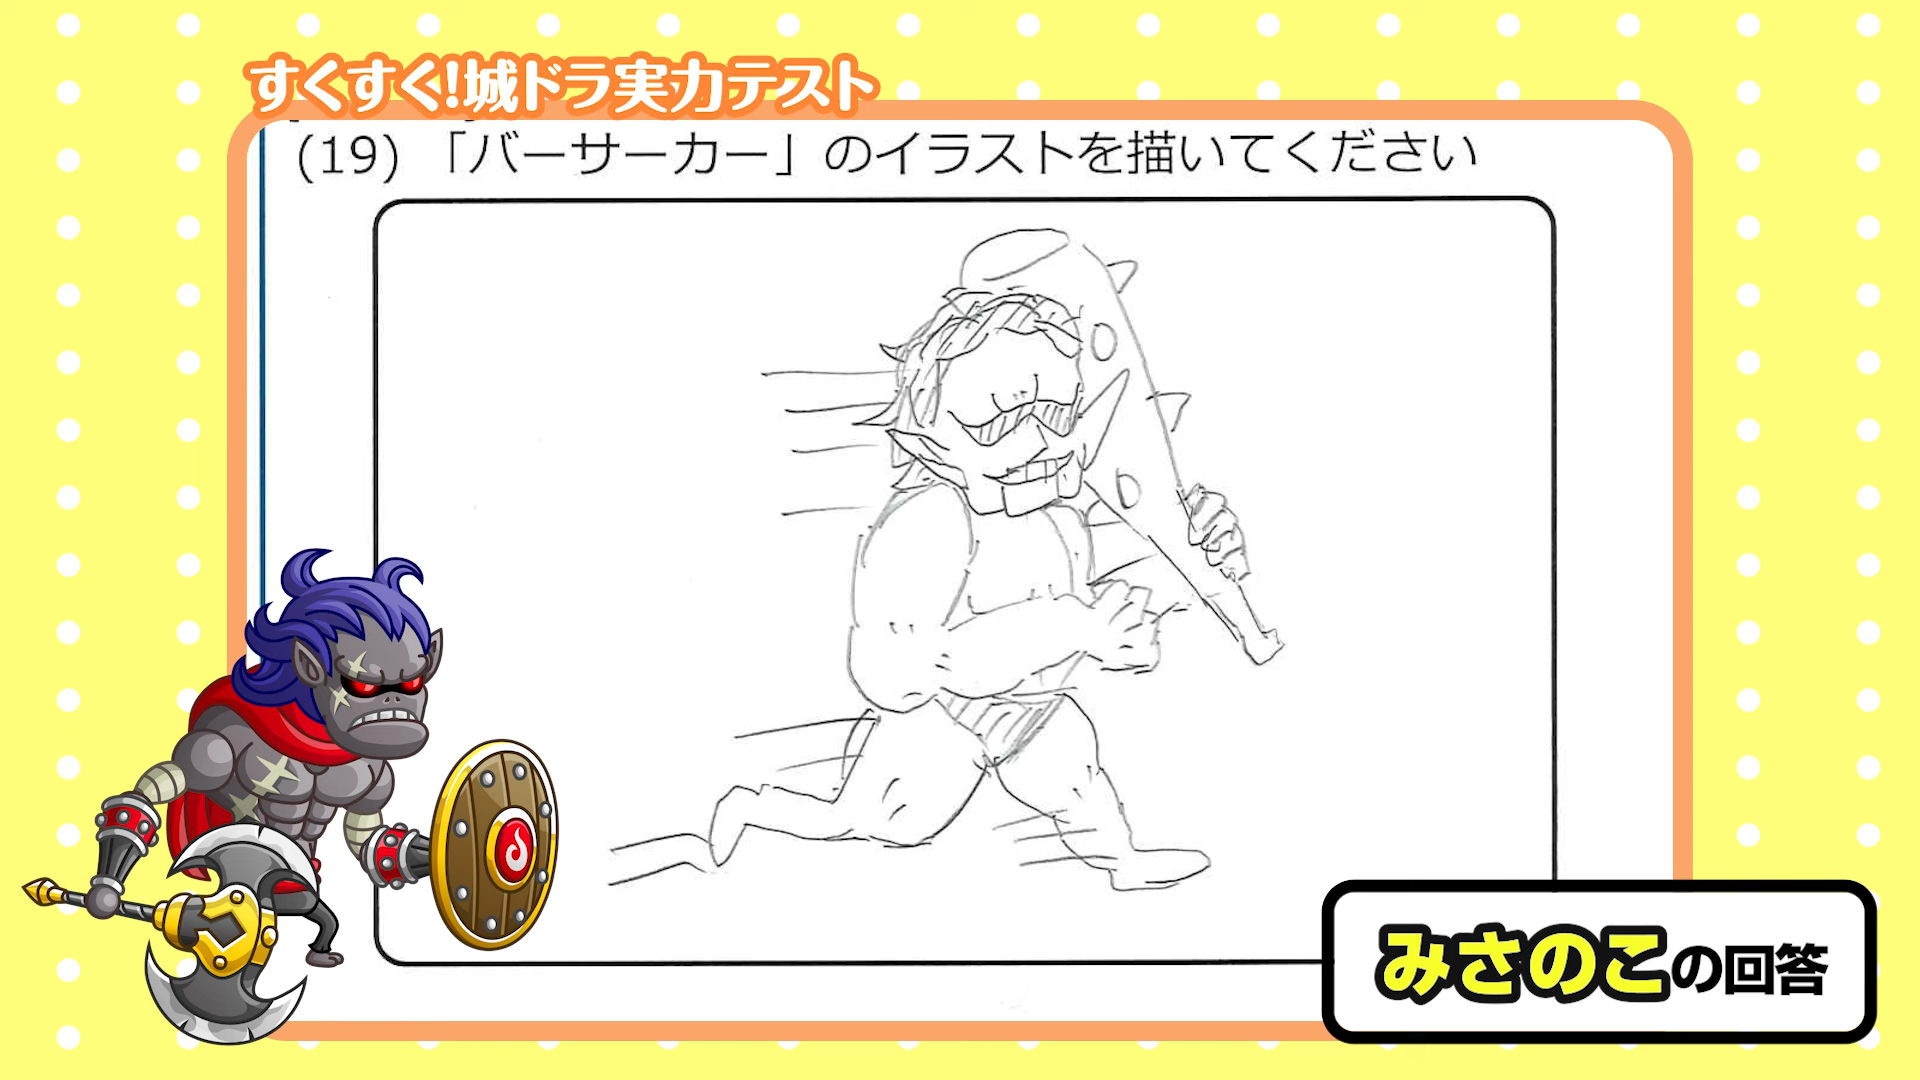 すくすく!城ドラ実力テスト
(19) 「バーサーカー」のイラストを描いてください
みさのこの回答